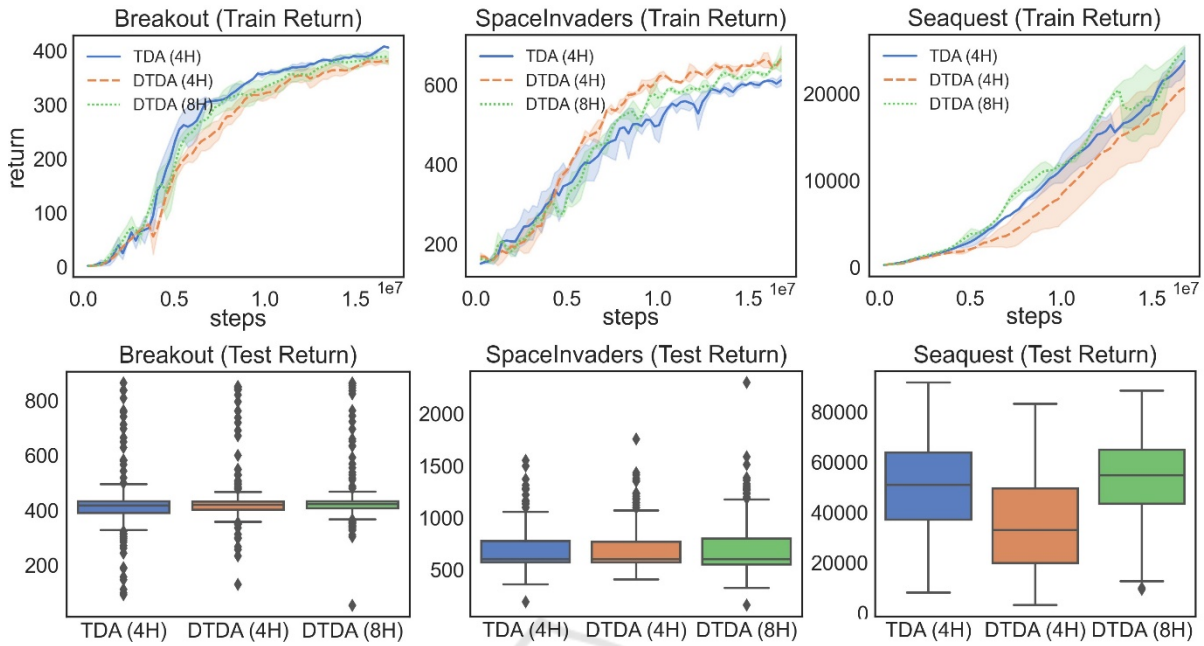 Breakout (Train Return)
return
400
300
200
100
0
TDA (4H)
DTDA (4H)
DTDA (8H)
0.0 0.5 1.0 1.5
1e7
steps
SpaceInvaders (Train Return)
600
400
200
TDA (4H)
DTDA (4H)
DTDA (8H)
0.0 0.5 1.0 1.5
1e7
steps
Seaquest (Train Return)
20000
10000
0
TDA (4H)
DTDA (4H)
DTDA (8H)
0.0 0.5 1.0 1.5
1e7
steps
Breakout (Test Return)
800
600
400
200
TDA (4H) DTDA (4H) DTDA (8H)
SpaceInvaders (Test Return)
2000
1500
1000
500
TDA (4H) DTDA (4H) DTDA (8H)
Seaquest (Test Return)
80000
60000
40000
20000
0
TDA (4H) DTDA (4H) DTDA (8H)